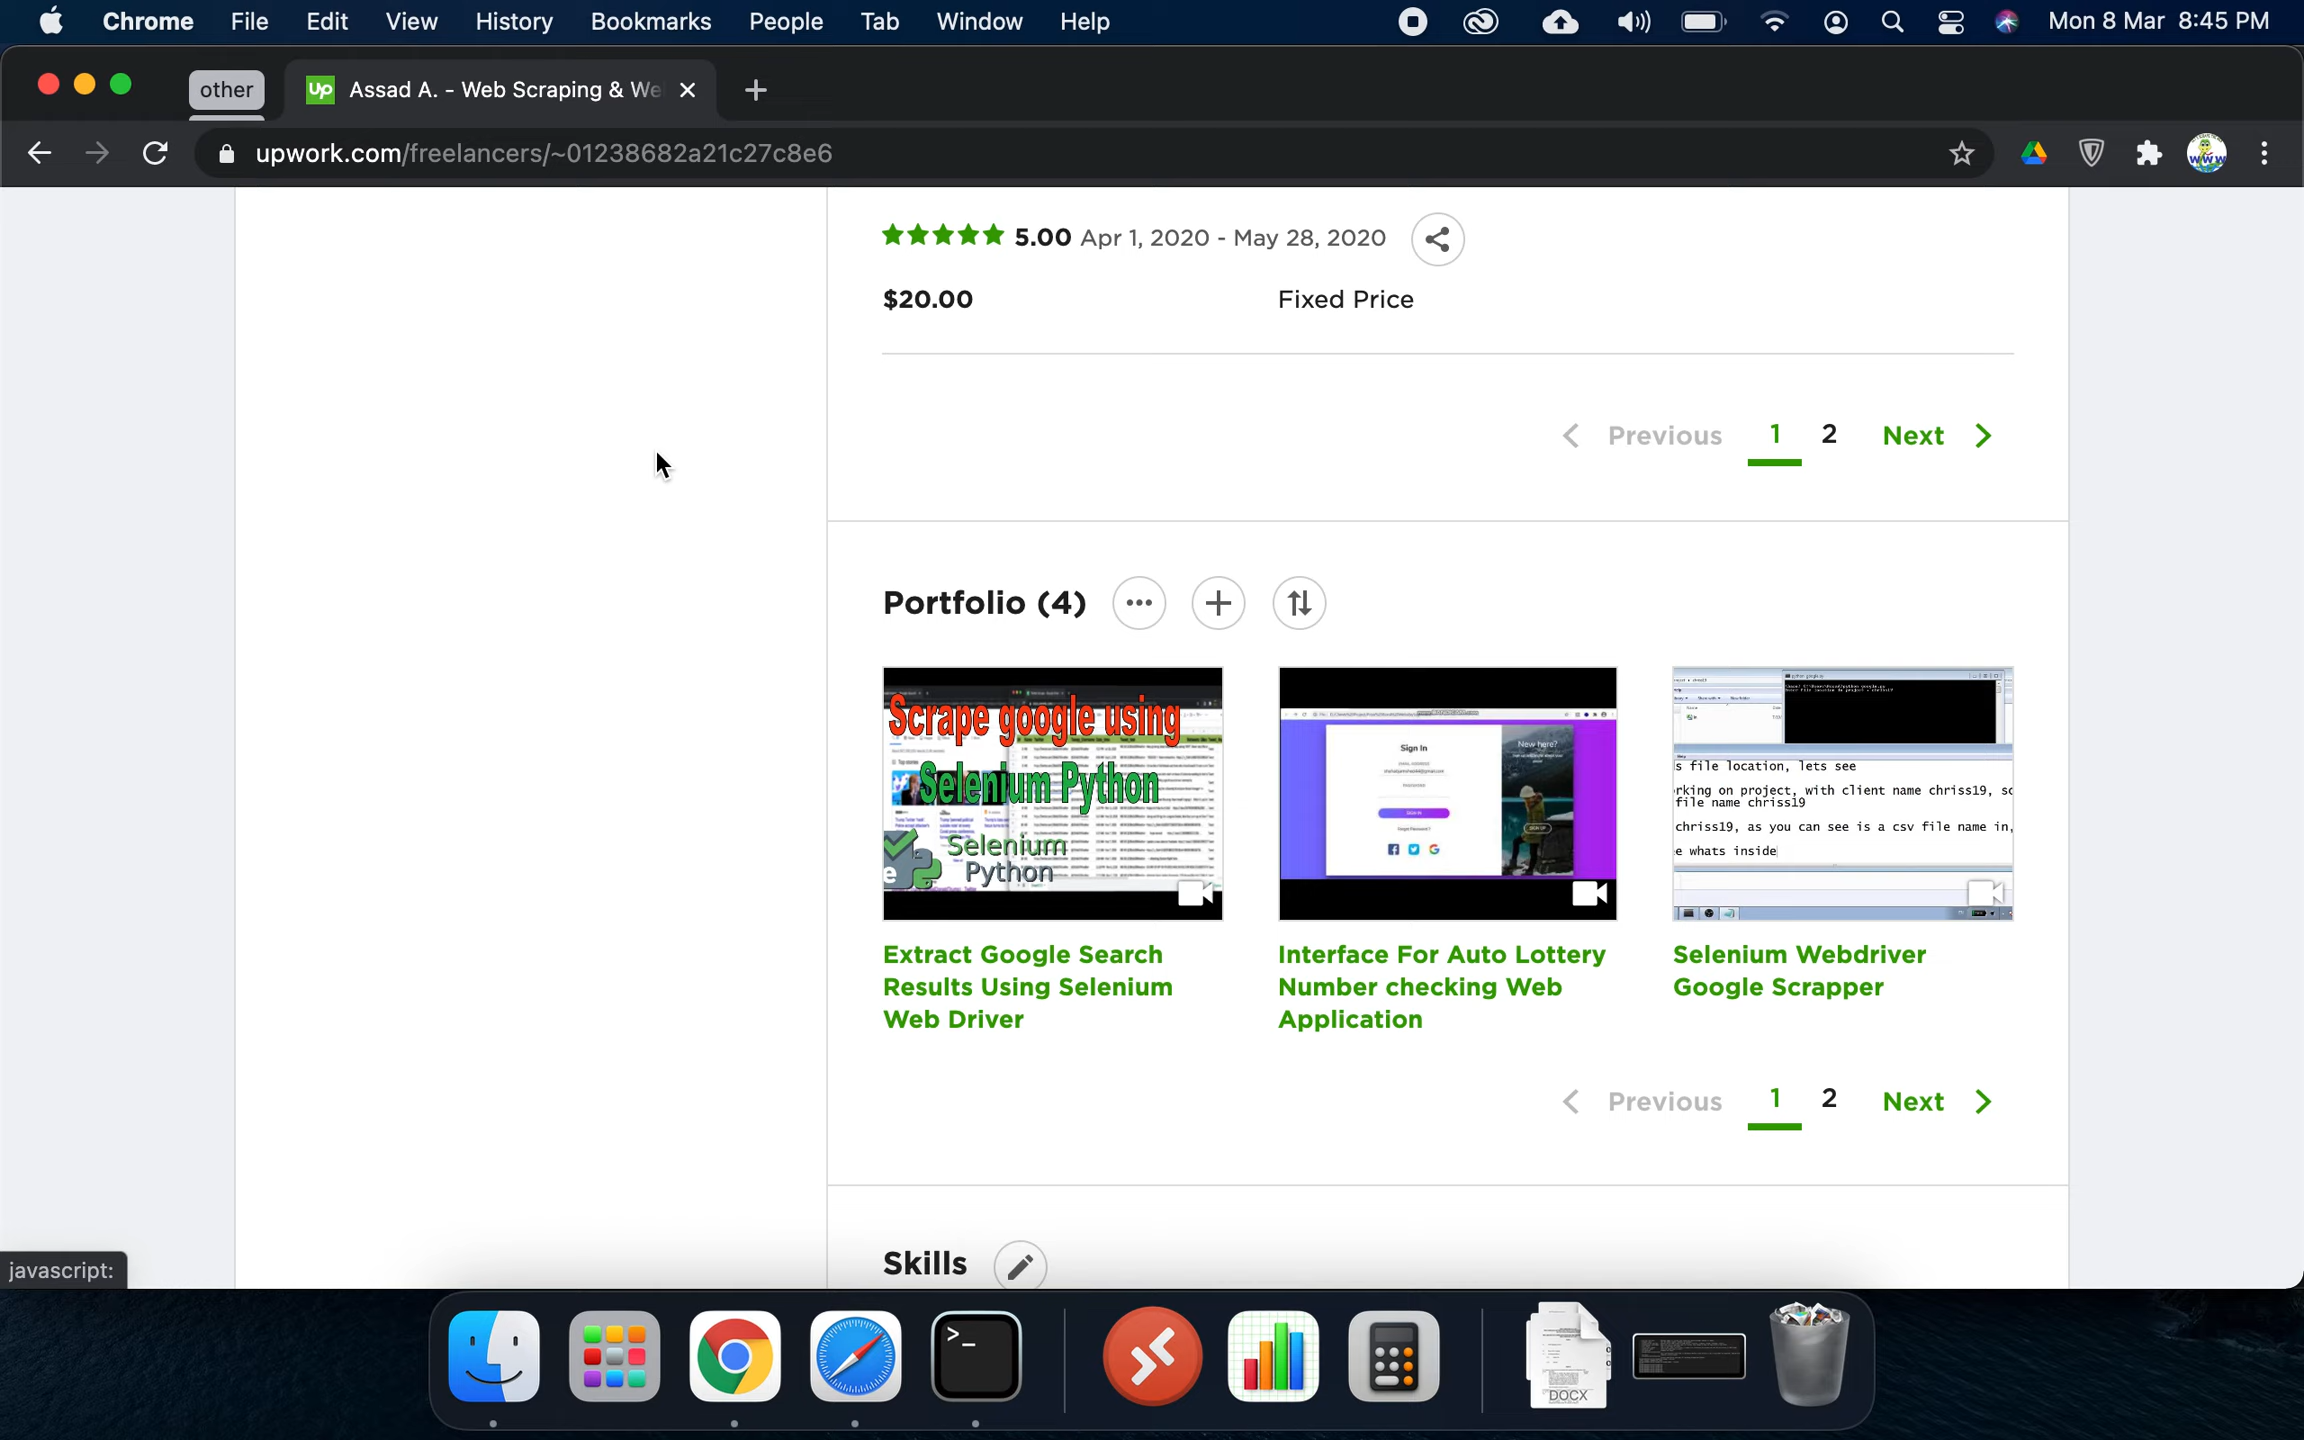 Chrome File Edit View History Bookmarks People Tab Window Help Mon 8 Mar 8:45 PM
other Up Assad A. - Web Scraping & We
upwork.com/freelancers/~01238682a21c27c8e6
5.00 Apr 1, 2020 - May 28, 2020
$20.00 Fixed Price
Previous 1 2 Next
Portfolio (4)
Scrape google using
Selenium Python
Selenium
Python
Sign In
New here?
s file location, lets see
rking on project, with client name chriss19, sc
file name chriss19
chriss19, as you can see is a csv file name in,
e whats inside
Extract Google Search
Results Using Selenium
Web Driver
Interface For Auto Lottery
Number checking Web
Application
Selenium Webdriver
Google Scrapper
Previous 1 2 Next
Skills
javascript:
DOCX